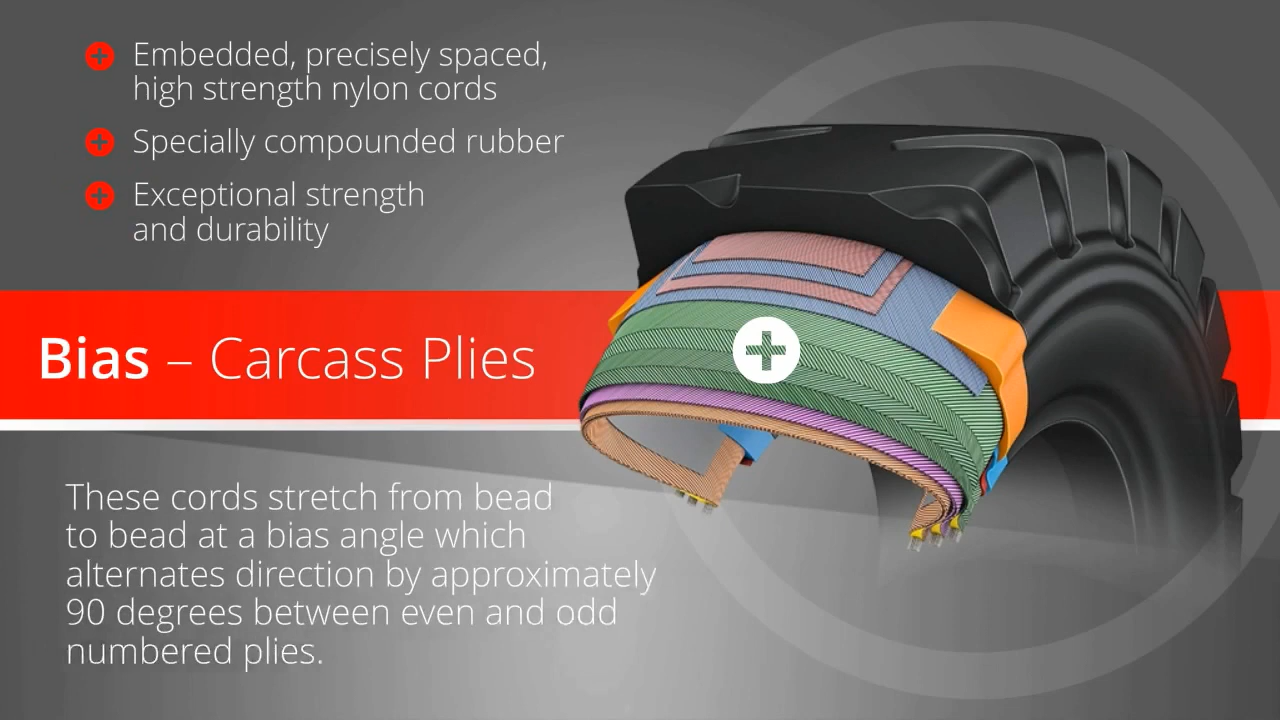 Embedded, precisely spaced,
high strength nylon cords
Specially compounded rubber
Exceptional strength
and durability
Bias – Carcass Plies
These cords stretch from bead
to bead at a bias angle which
alternates direction by approximately
90 degrees between even and odd
numbered plies.